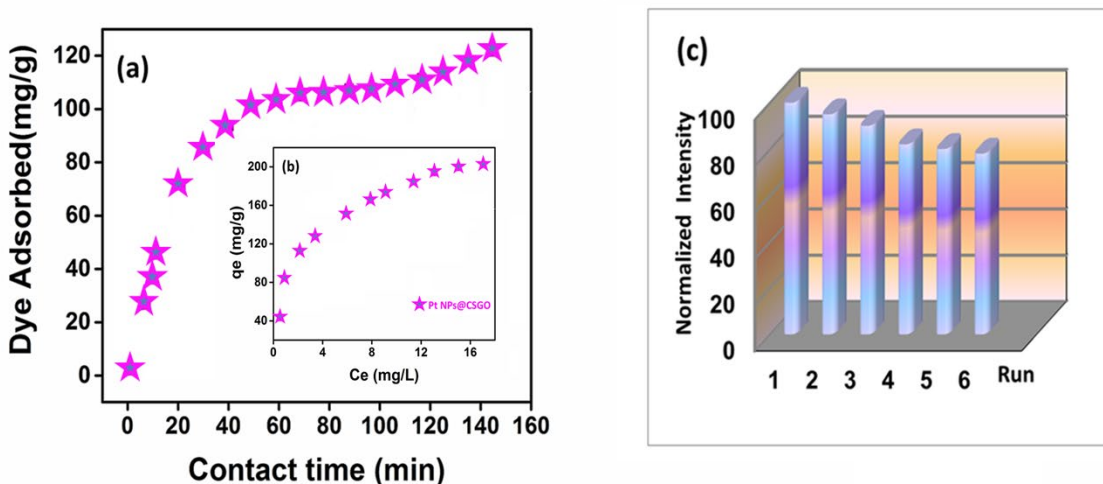 (a)
Dye Adsorbed(mg/g)
120
100
80
60
40
20
0
0 20 40 60 80 100 120 140 160
Contact time (min)
(b)
qe (mg/g)
200
160
120
80
40
Pt NPs@CSGO
0 4 8 12 16
Ce (mg/L)
(c)
Normalized Intensity
100
80
60
40
20
0
1 2 3 4 5 6 Run